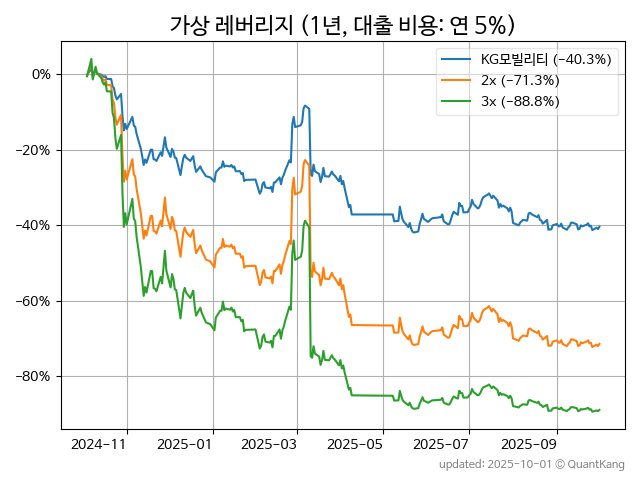 가상 레버리지 (1년, 대출 비용: 연 5%)
KG모빌리티 (−40.3%)
2x (−71.3%)
3x (−88.8%)
0%
−20%
−40%
−60%
−80%
2024-11 2025-01 2025-03 2025-05 2025-07 2025-09
updated: 2025-10-01 © QuantKang